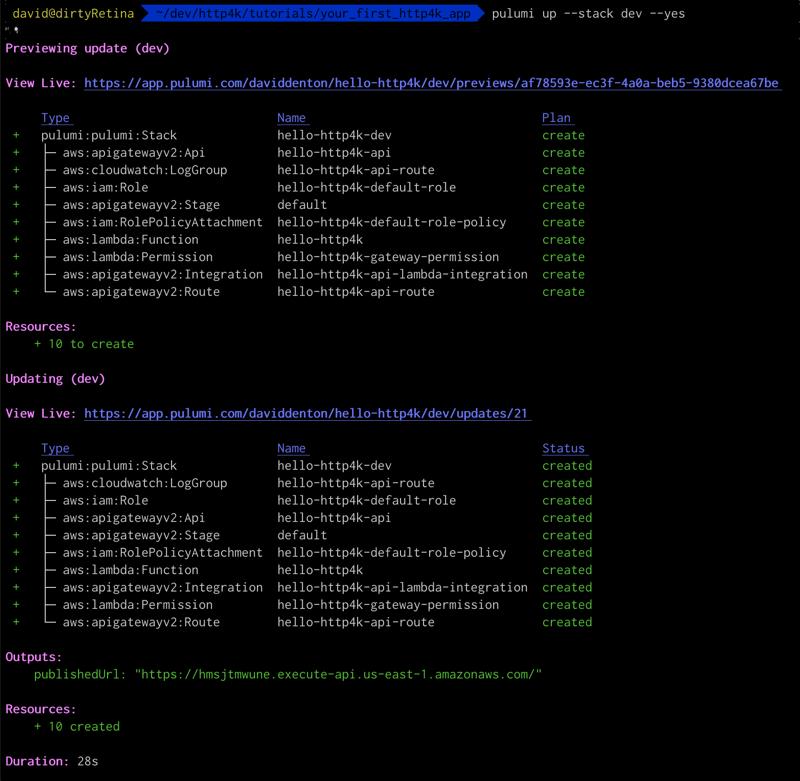 david@dirtyRetina ~/dev/http4k/tutorials/your_first_http4k_app pulumi up --stack dev --yes
Previewing update (dev)
View Live: https://app.pulumi.com/daviddenton/hello-http4k/dev/previews/af78593e-ec3f-4a0a-beb5-9380dcea67be
Type Name Plan
+ pulumi:pulumi:Stack hello-http4k-dev create
+ ├─ aws:apigatewayv2:Api hello-http4k-api create
+ ├─ aws:cloudwatch:LogGroup hello-http4k-api-route create
+ ├─ aws:iam:Role hello-http4k-default-role create
+ ├─ aws:apigatewayv2:Stage default create
+ ├─ aws:iam:RolePolicyAttachment hello-http4k-default-role-policy create
+ ├─ aws:lambda:Function hello-http4k create
+ ├─ aws:lambda:Permission hello-http4k-gateway-permission create
+ ├─ aws:apigatewayv2:Integration hello-http4k-api-lambda-integration create
+ └─ aws:apigatewayv2:Route hello-http4k-api-route create
Resources:
+ 10 to create
Updating (dev)
View Live: https://app.pulumi.com/daviddenton/hello-http4k/dev/updates/21
Type Name Status
+ pulumi:pulumi:Stack hello-http4k-dev created
+ ├─ aws:cloudwatch:LogGroup hello-http4k-api-route created
+ ├─ aws:iam:Role hello-http4k-default-role created
+ ├─ aws:apigatewayv2:Api hello-http4k-api created
+ ├─ aws:apigatewayv2:Stage default created
+ ├─ aws:iam:RolePolicyAttachment hello-http4k-default-role-policy created
+ ├─ aws:lambda:Function hello-http4k created
+ ├─ aws:apigatewayv2:Integration hello-http4k-api-lambda-integration created
+ ├─ aws:lambda:Permission hello-http4k-gateway-permission created
+ └─ aws:apigatewayv2:Route hello-http4k-api-route created
Outputs:
publishedUrl: "https://hmsjtmwune.execute-api.us-east-1.amazonaws.com/"
Resources:
+ 10 created
Duration: 28s